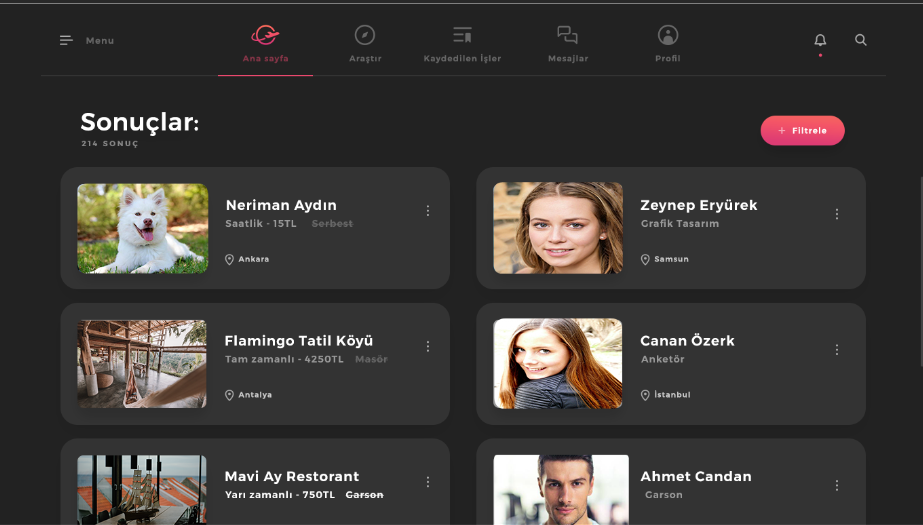 Menu
Ana sayfa
Araştır
Kaydedilen İşler
Mesajlar
Profil
Sonuçlar:
214 SONUÇ
+ Filtrele
Neriman Aydın
Saatlik - 15TL Serbest
Ankara
Zeynep Eryürek
Grafik Tasarım
Samsun
Flamingo Tatil Köyü
Tam zamanlı - 4250TL Masör
Antalya
Canan Özerk
Anketör
İstanbul
Mavi Ay Restorant
Yarı zamanlı - 750TL Garson
Ahmet Candan
Garson